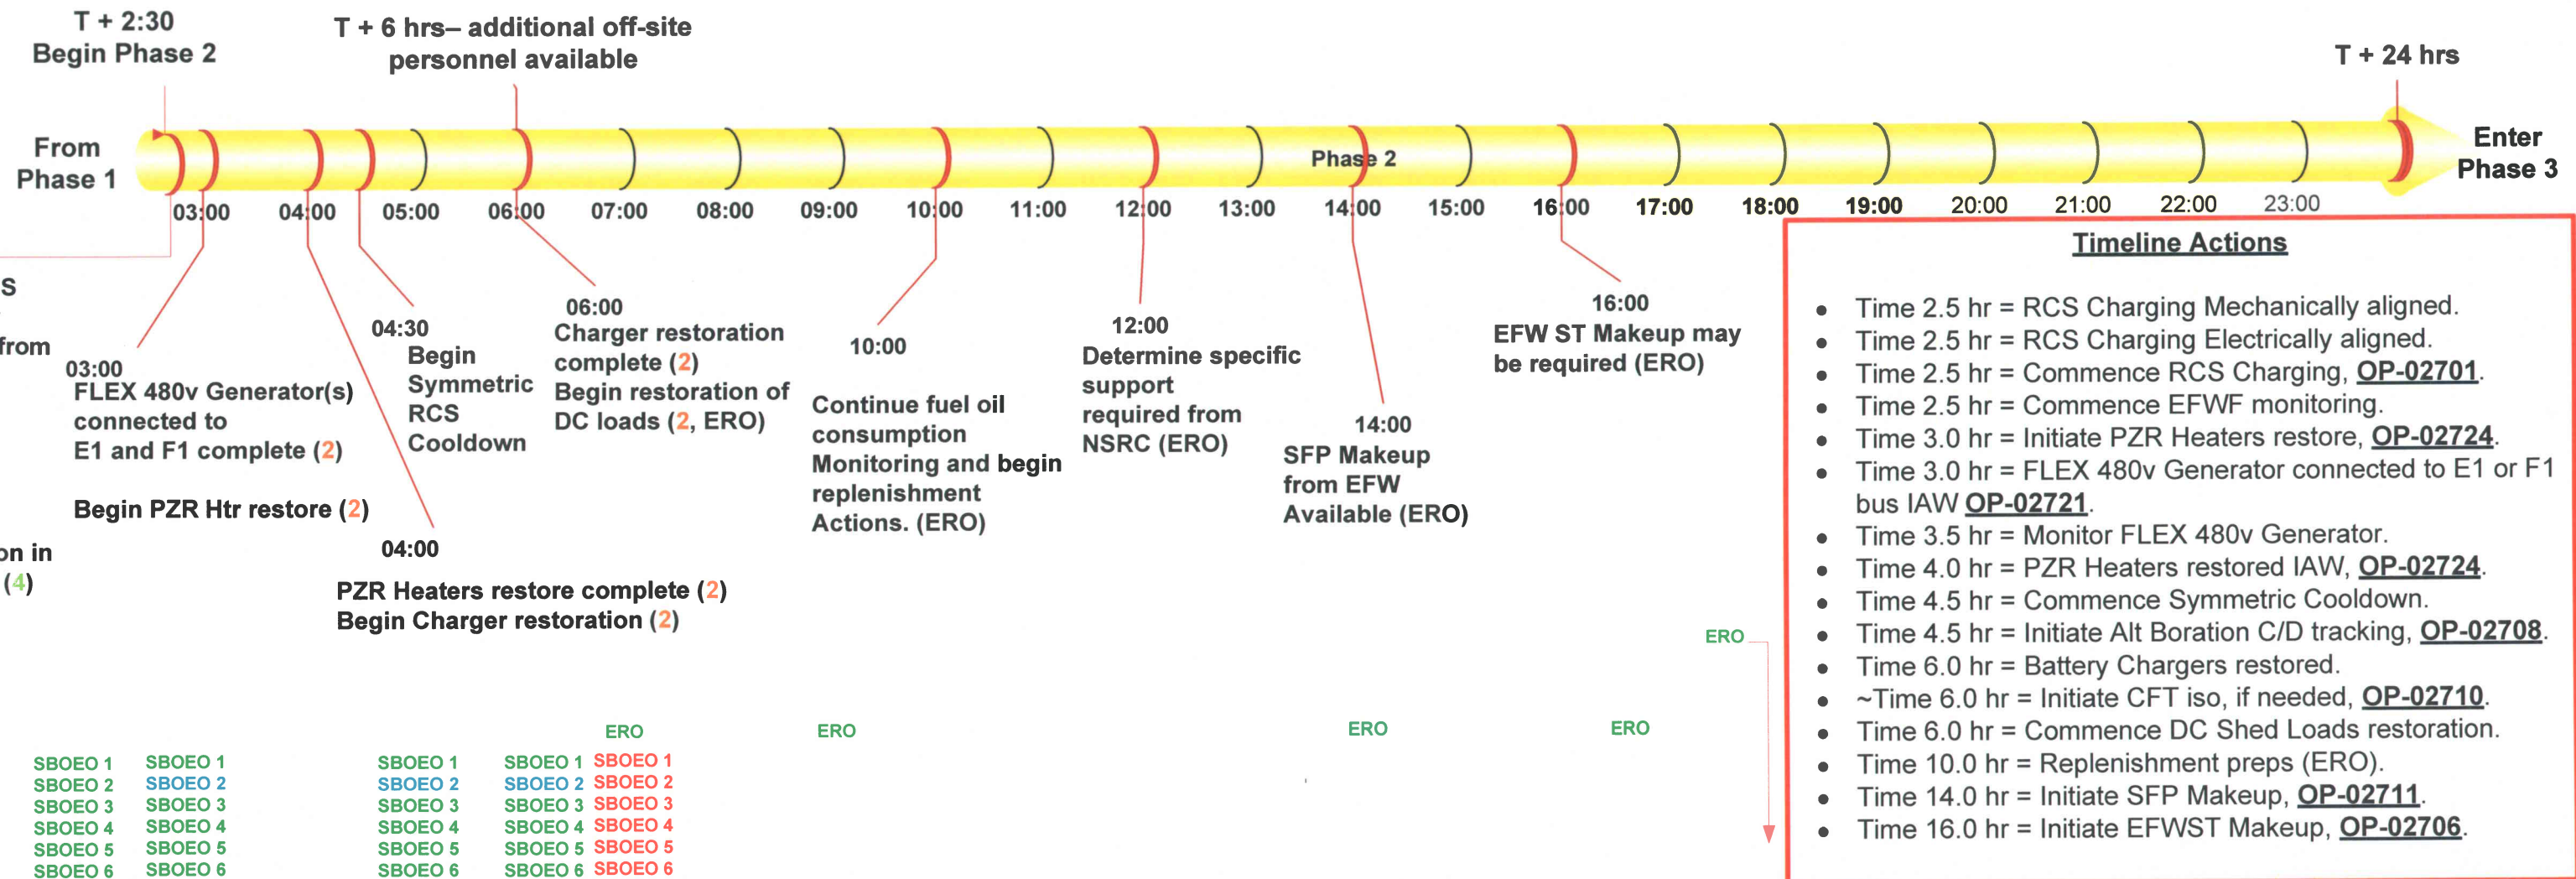 T + 2:30
Begin Phase 2
T + 6 hrs– additional off-site
personnel available
T + 24 hrs
From
Phase 1
Phase 2
Enter
Phase 3
03:00 04:00 05:00 06:00 07:00 08:00 09:00 10:00 11:00 12:00 13:00 14:00 15:00 16:00 17:00 18:00 19:00 20:00 21:00 22:00 23:00
S
from
on in
(4)
03:00
FLEX 480v Generator(s)
connected to
E1 and F1 complete (2)
Begin PZR Htr restore (2)
04:00
PZR Heaters restore complete (2)
Begin Charger restoration (2)
04:30
Begin
Symmetric
RCS
Cooldown
06:00
Charger restoration
complete (2)
Begin restoration of
DC loads (2, ERO)
10:00
Continue fuel oil
consumption
Monitoring and begin
replenishment
Actions. (ERO)
12:00
Determine specific
support
required from
NSRC (ERO)
14:00
SFP Makeup
from EFW
Available (ERO)
16:00
EFW ST Makeup may
be required (ERO)
Timeline Actions
• Time 2.5 hr = RCS Charging Mechanically aligned.
• Time 2.5 hr = RCS Charging Electrically aligned.
• Time 2.5 hr = Commence RCS Charging, OP-02701.
• Time 2.5 hr = Commence EFWF monitoring.
• Time 3.0 hr = Initiate PZR Heaters restore, OP-02724.
• Time 3.0 hr = FLEX 480v Generator connected to E1 or F1
bus IAW OP-02721.
• Time 3.5 hr = Monitor FLEX 480v Generator.
• Time 4.0 hr = PZR Heaters restored IAW, OP-02724.
• Time 4.5 hr = Commence Symmetric Cooldown.
• Time 4.5 hr = Initiate Alt Boration C/D tracking, OP-02708.
• Time 6.0 hr = Battery Chargers restored.
• ~Time 6.0 hr = Initiate CFT iso, if needed, OP-02710.
• Time 6.0 hr = Commence DC Shed Loads restoration.
• Time 10.0 hr = Replenishment preps (ERO).
• Time 14.0 hr = Initiate SFP Makeup, OP-02711.
• Time 16.0 hr = Initiate EFWST Makeup, OP-02706.
ERO
ERO ERO ERO ERO
SBOEO 1 SBOEO 1 SBOEO 1 SBOEO 1 SBOEO 1
SBOEO 2 SBOEO 2 SBOEO 2 SBOEO 2 SBOEO 2
SBOEO 3 SBOEO 3 SBOEO 3 SBOEO 3 SBOEO 3
SBOEO 4 SBOEO 4 SBOEO 4 SBOEO 4 SBOEO 4
SBOEO 5 SBOEO 5 SBOEO 5 SBOEO 5 SBOEO 5
SBOEO 6 SBOEO 6 SBOEO 6 SBOEO 6 SBOEO 6